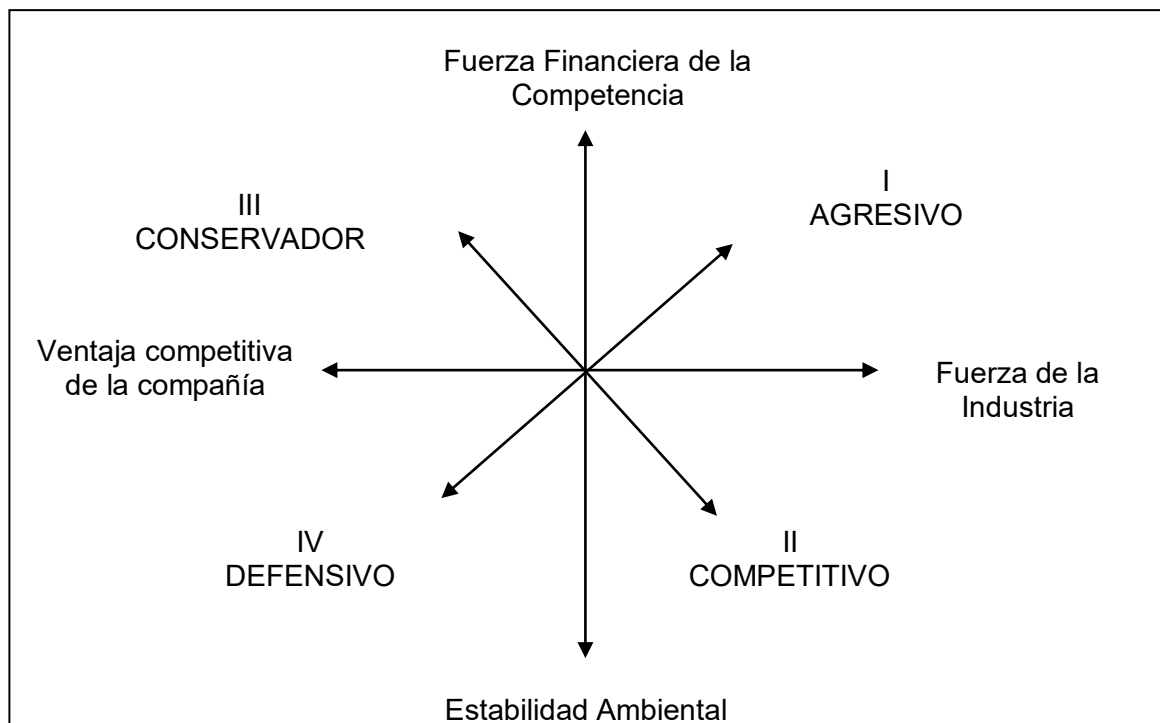 Fuerza Financiera de la
Competencia
I
AGRESIVO
III
CONSERVADOR
Ventaja competitiva
de la compañía
Fuerza de la
Industria
IV
DEFENSIVO
II
COMPETITIVO
Estabilidad Ambiental